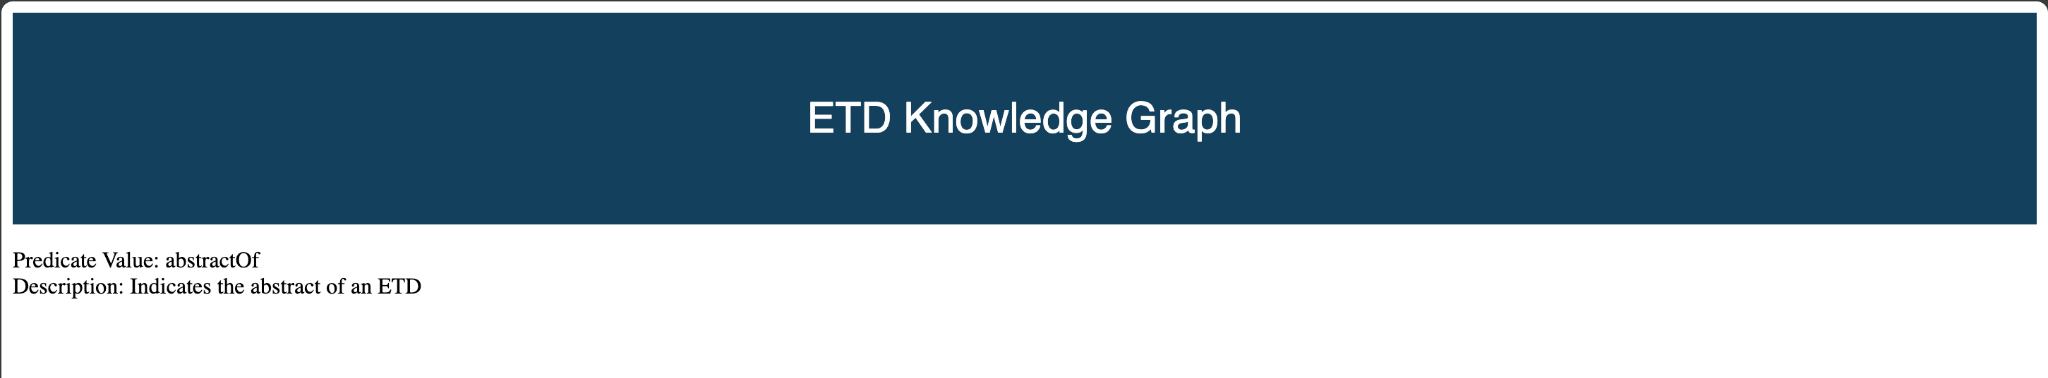 ETD Knowledge Graph
Predicate Value: abstractOf
Description: Indicates the abstract of an ETD